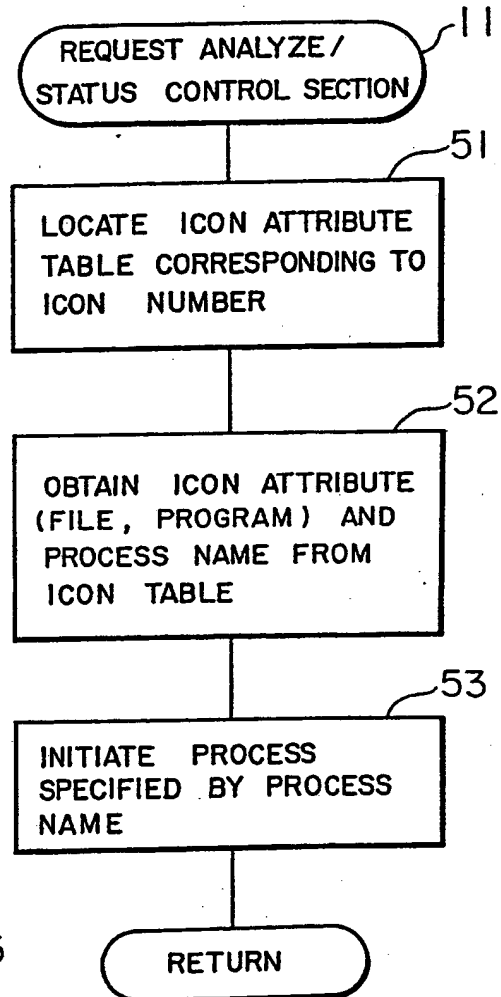 11
REQUEST ANALYZE/
STATUS CONTROL SECTION
51
LOCATE ICON ATTRIBUTE
TABLE CORRESPONDING TO
ICON NUMBER
52
OBTAIN ICON ATTRIBUTE
(FILE, PROGRAM) AND
PROCESS NAME FROM
ICON TABLE
53
INITIATE PROCESS
SPECIFIED BY PROCESS
NAME
RETURN